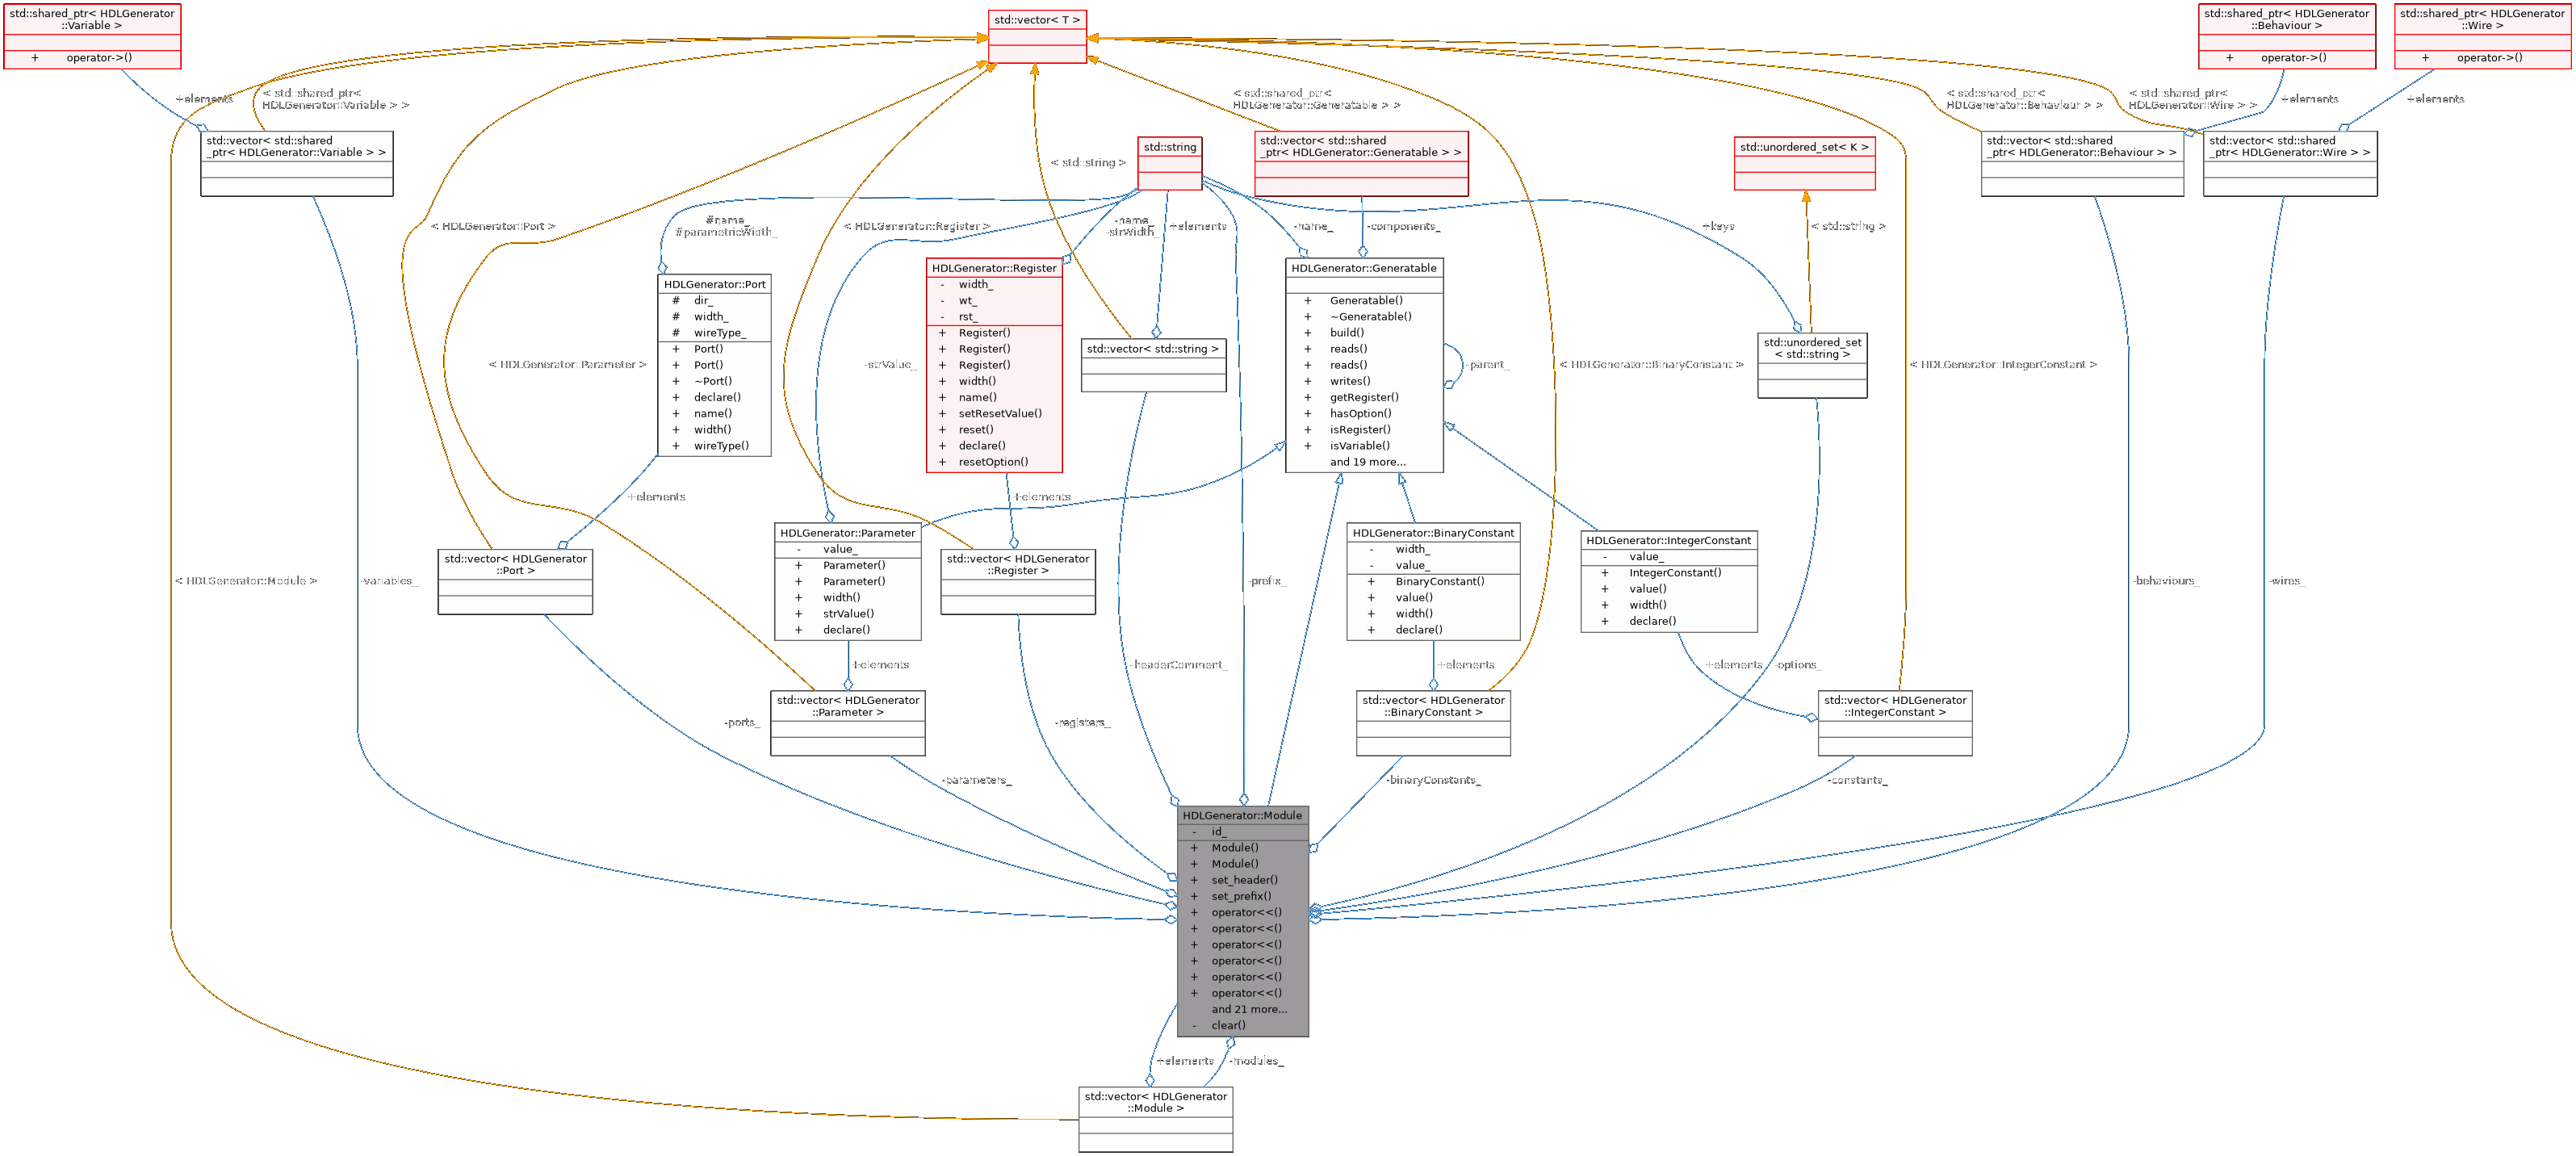 std::shared_ptr< HDLGenerator
::Variable >
+ operator->()
std::vector< T >
std::shared_ptr< HDLGenerator
::Behaviour >
+ operator->()
std::shared_ptr< HDLGenerator
::Wire >
+ operator->()
+elements
< std::shared_ptr<
HDLGenerator::Variable > >
< std::shared_ptr<
HDLGenerator::Generatable > >
< std::shared_ptr<
HDLGenerator::Behaviour > >
< std::shared_ptr<
HDLGenerator::Wire > >
+elements
+elements
std::vector< std::shared
_ptr< HDLGenerator::Variable > >
< std::string >
std::string
std::vector< std::shared
_ptr< HDLGenerator::Generatable > >
std::unordered_set< K >
std::vector< std::shared
_ptr< HDLGenerator::Behaviour > >
std::vector< std::shared
_ptr< HDLGenerator::Wire > >
< HDLGenerator::Port >
#name_
#parametricWidth_
< HDLGenerator::Register >
-name_
-strWidth_
+elements
-name_
-components_
+keys
< std::string >
HDLGenerator::Port
# dir_
# width_
# wireType_
+ Port()
+ Port()
+ ~Port()
+ declare()
+ name()
+ width()
+ wireType()
HDLGenerator::Register
- width_
- wt_
- rst_
+ Register()
+ Register()
+ Register()
+ width()
+ name()
+ setResetValue()
+ reset()
+ declare()
+ resetOption()
std::vector< std::string >
HDLGenerator::Generatable
+ Generatable()
+ ~Generatable()
+ build()
+ reads()
+ reads()
+ writes()
+ getRegister()
+ hasOption()
+ isRegister()
+ isVariable()
and 19 more...
-parent_
std::unordered_set
< std::string >
< HDLGenerator::Parameter >
-strValue_
< HDLGenerator::BinaryConstant >
< HDLGenerator::IntegerConstant >
+elements
+elements
std::vector< HDLGenerator
::Port >
HDLGenerator::Parameter
- value_
+ Parameter()
+ Parameter()
+ width()
+ strValue()
+ declare()
std::vector< HDLGenerator
::Register >
HDLGenerator::BinaryConstant
- width_
- value_
+ BinaryConstant()
+ value()
+ width()
+ declare()
HDLGenerator::IntegerConstant
- value_
+ IntegerConstant()
+ value()
+ width()
+ declare()
< HDLGenerator::Module >
-variables_
-prefix_
-behaviours_
-wires_
+elements
-headerComment_
+elements
+elements
-options_
std::vector< HDLGenerator
::Parameter >
std::vector< HDLGenerator
::BinaryConstant >
std::vector< HDLGenerator
::IntegerConstant >
-ports_
-registers_
-parameters_
-binaryConstants_
-constants_
HDLGenerator::Module
- id_
+ Module()
+ Module()
+ set_header()
+ set_prefix()
+ operator<<()
+ operator<<()
+ operator<<()
+ operator<<()
+ operator<<()
+ operator<<()
and 21 more...
- clear()
+elements
-modules_
std::vector< HDLGenerator
::Module >